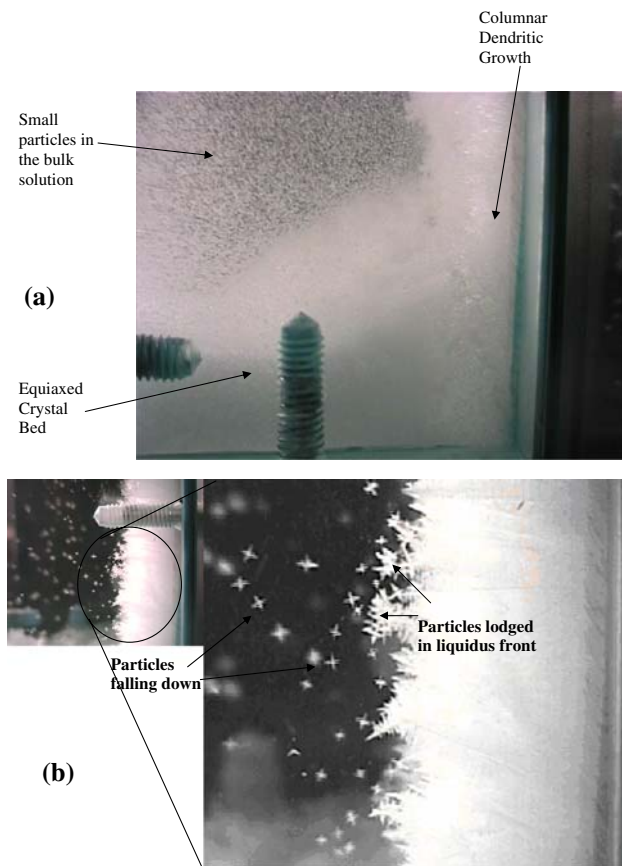 Columnar
Dendritic
Growth
Small
particles in
the bulk
solution
(a)
Equiaxed
Crystal
Bed
Particles lodged
in liquidus front
Particles
falling down
(b)